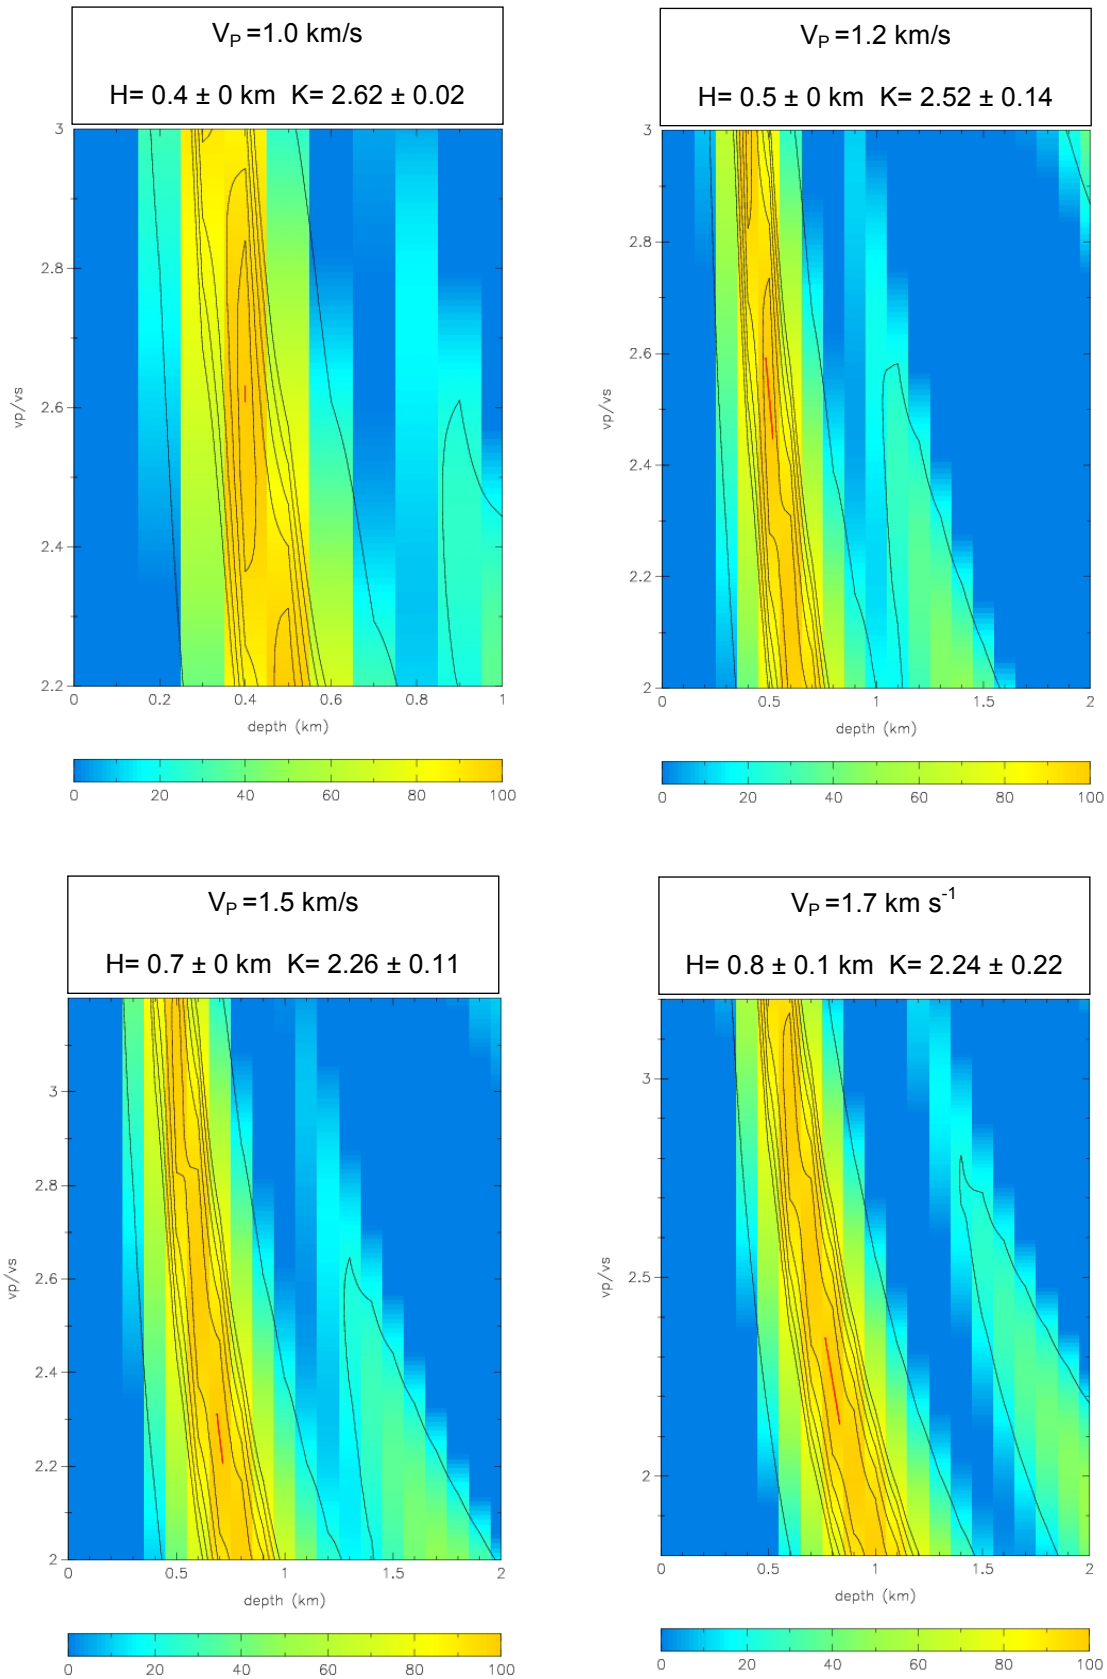 V_P =1.0 km/s
H= 0.4 ± 0 km K= 2.62 ± 0.02
3
2.8
2.6
2.4
2.2
vp/vs
0 0.2 0.4 0.6 0.8 1
depth (km)
0 20 40 60 80 100
V_P =1.2 km/s
H= 0.5 ± 0 km K= 2.52 ± 0.14
3
2.8
2.6
2.4
2.2
2
vp/vs
0 0.5 1 1.5 2
depth (km)
0 20 40 60 80 100
V_P =1.5 km/s
H= 0.7 ± 0 km K= 2.26 ± 0.11
3
2.8
2.6
2.4
2.2
2
vp/vs
0 0.5 1 1.5 2
depth (km)
0 20 40 60 80 100
V_P =1.7 km s^-1
H= 0.8 ± 0.1 km K= 2.24 ± 0.22
3
2.5
2
vp/vs
0 0.5 1 1.5 2
depth (km)
0 20 40 60 80 100